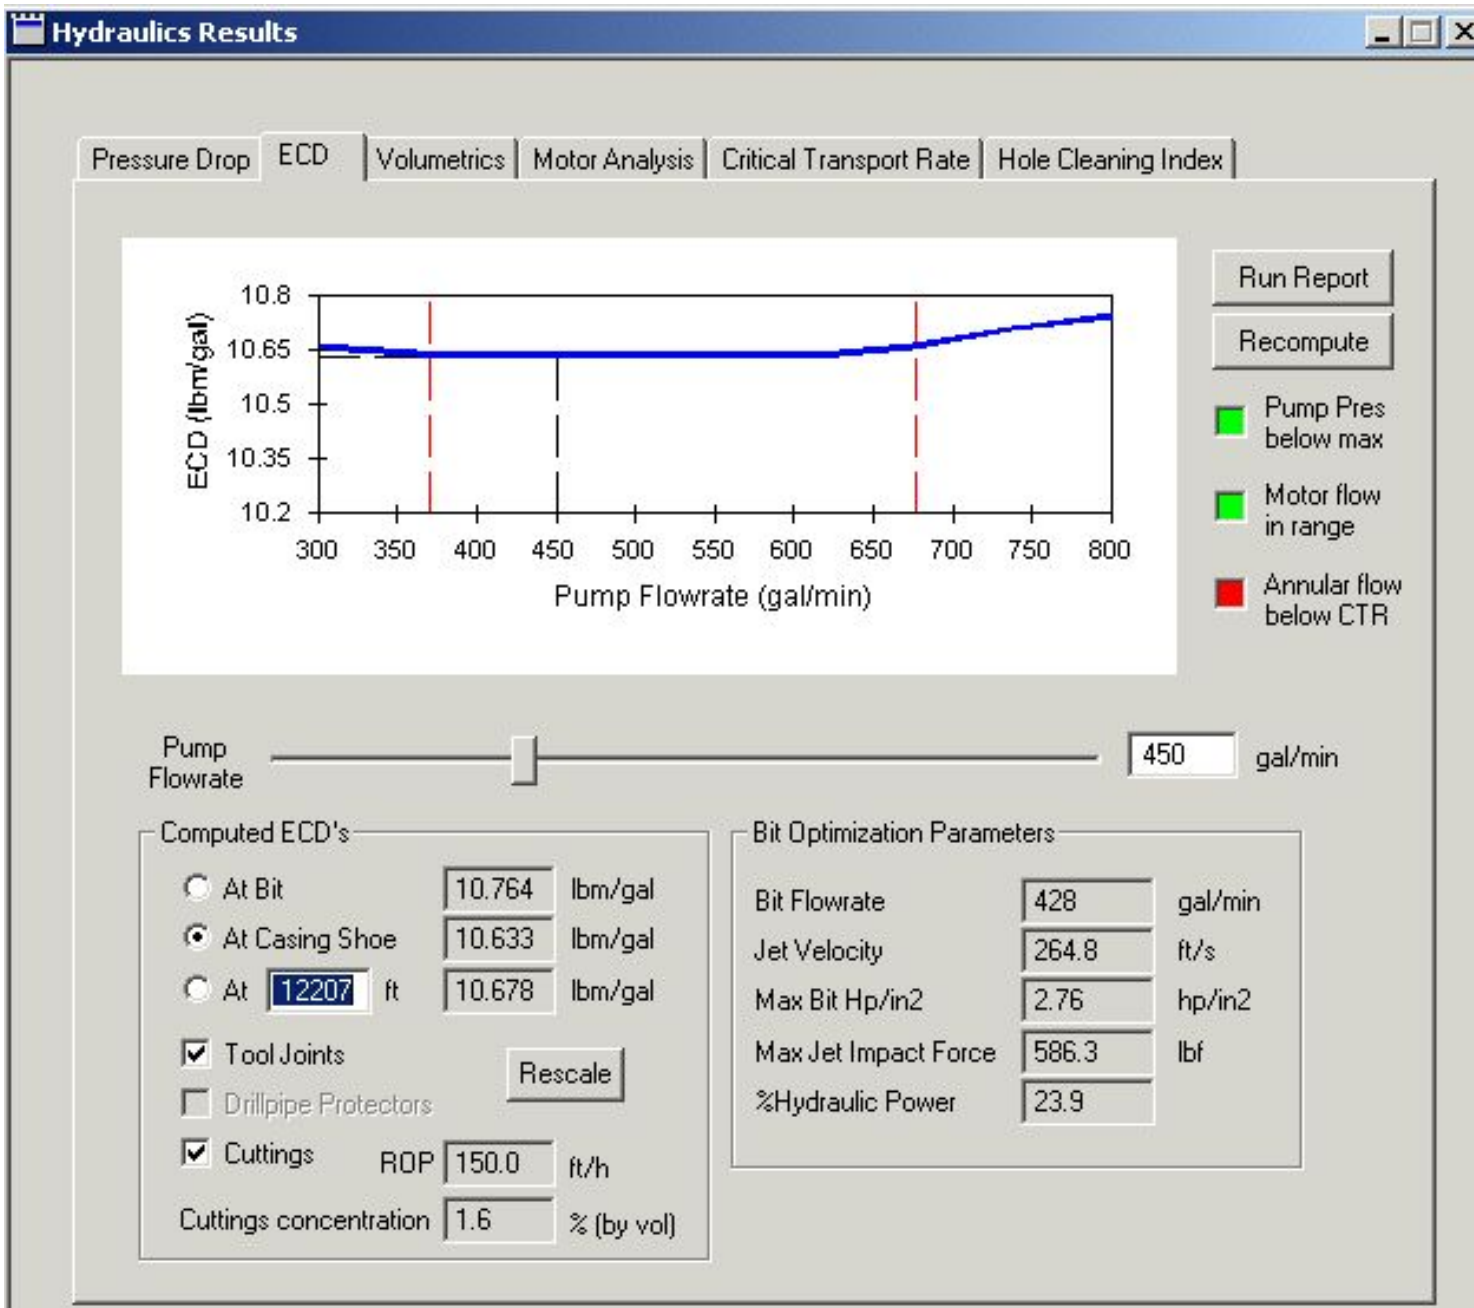 Hydraulics Results
Pressure Drop ECD Volumetrics Motor Analysis Critical Transport Rate Hole Cleaning Index
ECD (lbm/gal)
10.8
10.65
10.5
10.35
10.2
300 350 400 450 500 550 600 650 700 750 800
Pump Flowrate (gal/min)
Run Report
Recompute
Pump Pres
below max
Motor flow
in range
Annular flow
below CTR
Pump
Flowrate
450 gal/min
Computed ECD's
At Bit 10.764 lbm/gal
At Casing Shoe 10.633 lbm/gal
At 12207 ft 10.678 lbm/gal
Tool Joints
Rescale
Drillpipe Protectors
Cuttings ROP 150.0 ft/h
Cuttings concentration 1.6 % (by vol)
Bit Optimization Parameters
Bit Flowrate 428 gal/min
Jet Velocity 264.8 ft/s
Max Bit Hp/in2 2.76 hp/in2
Max Jet Impact Force 586.3 lbf
%Hydraulic Power 23.9